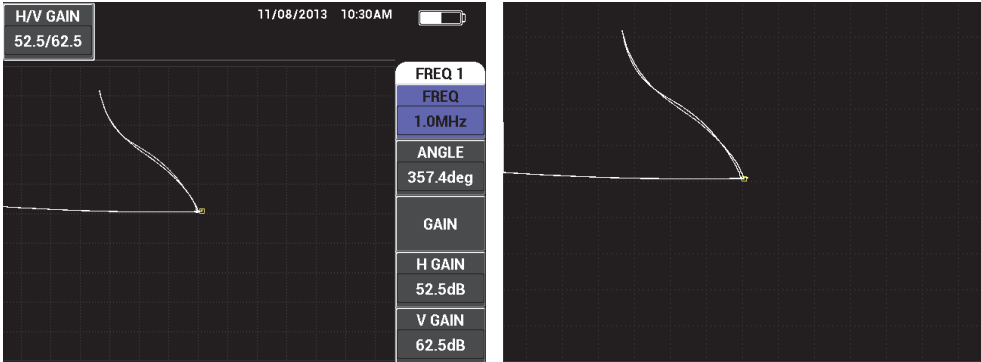 H/V GAIN
52.5/62.5
11/08/2013 10:30AM
FREQ 1
FREQ
1.0MHz
ANGLE
357.4deg
GAIN
H GAIN
52.5dB
V GAIN
62.5dB